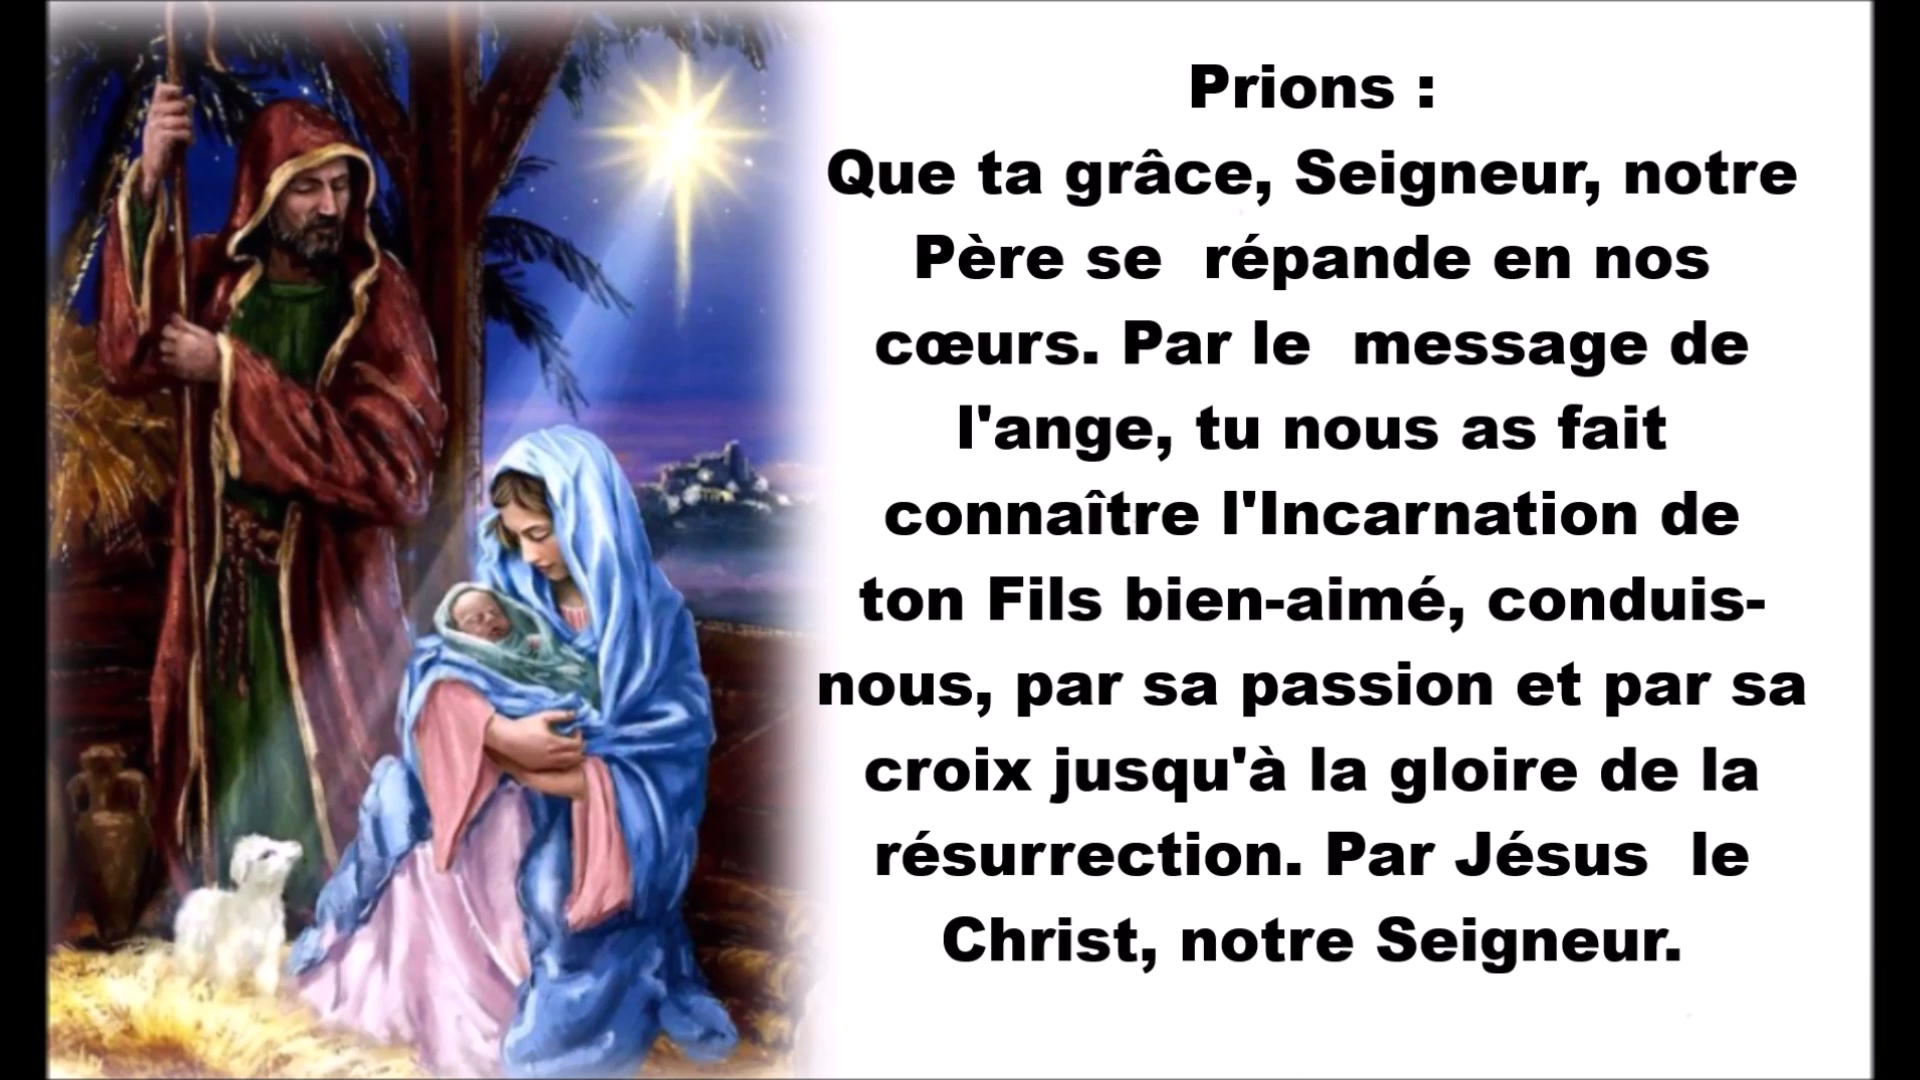 Prions :
Que ta grâce, Seigneur, notre
Père se  répande en nos
cœurs. Par le  message de
l'ange, tu nous as fait
connaître l'Incarnation de
ton Fils bien-aimé, conduis-
nous, par sa passion et par sa
croix jusqu'à la gloire de la
résurrection. Par Jésus  le
Christ, notre Seigneur.